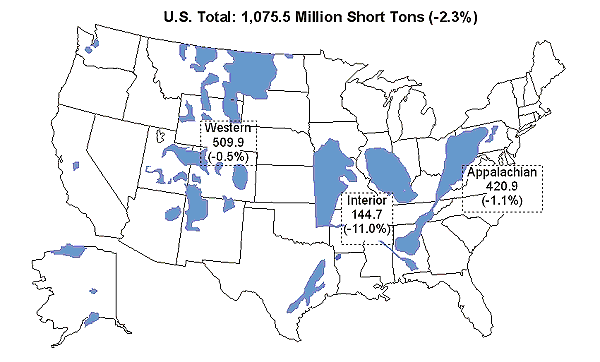 U.S. Total: 1,075.5 Million Short Tons (-2.3%)
Western
509.9
(-0.5%)
Appalachian
420.9
(-1.1%)
Interior
144.7
(-11.0%)